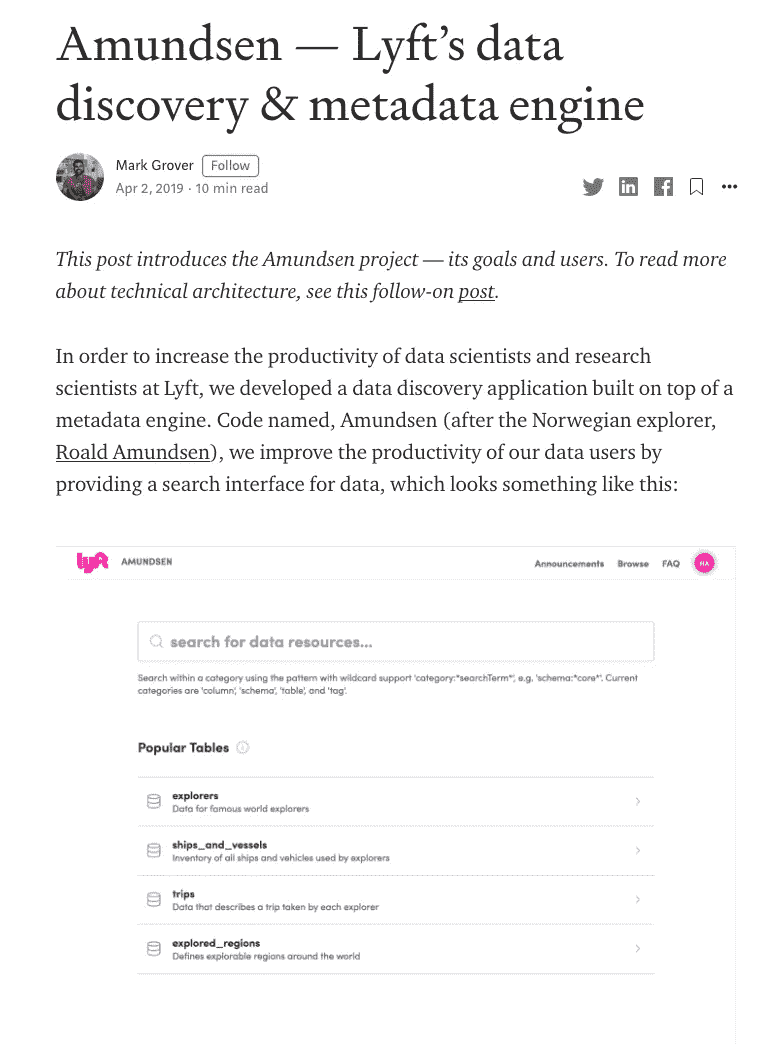 Amundsen — Lyft’s data
discovery & metadata engine
Mark Grover Follow
Apr 2, 2019 · 10 min read
This post introduces the Amundsen project — its goals and users. To read more
about technical architecture, see this follow-on post.
In order to increase the productivity of data scientists and research
scientists at Lyft, we developed a data discovery application built on top of a
metadata engine. Code named, Amundsen (after the Norwegian explorer,
Roald Amundsen), we improve the productivity of our data users by
providing a search interface for data, which looks something like this:
lyft AMUNDSEN Announcements Browse FAQ
search for data resources...
Search within a category using the pattern with wildcard support 'category:*searchTerm*', e.g. 'schema:*core*'. Current
categories are 'column', 'schema', 'table', and 'tag'.
Popular Tables
explorers
Data for famous world explorers
ships_and_vessels
Inventory of all ships and vehicles used by explorers
trips
Data that describes a trip taken by each explorer
explored_regions
Defines explorable regions around the world